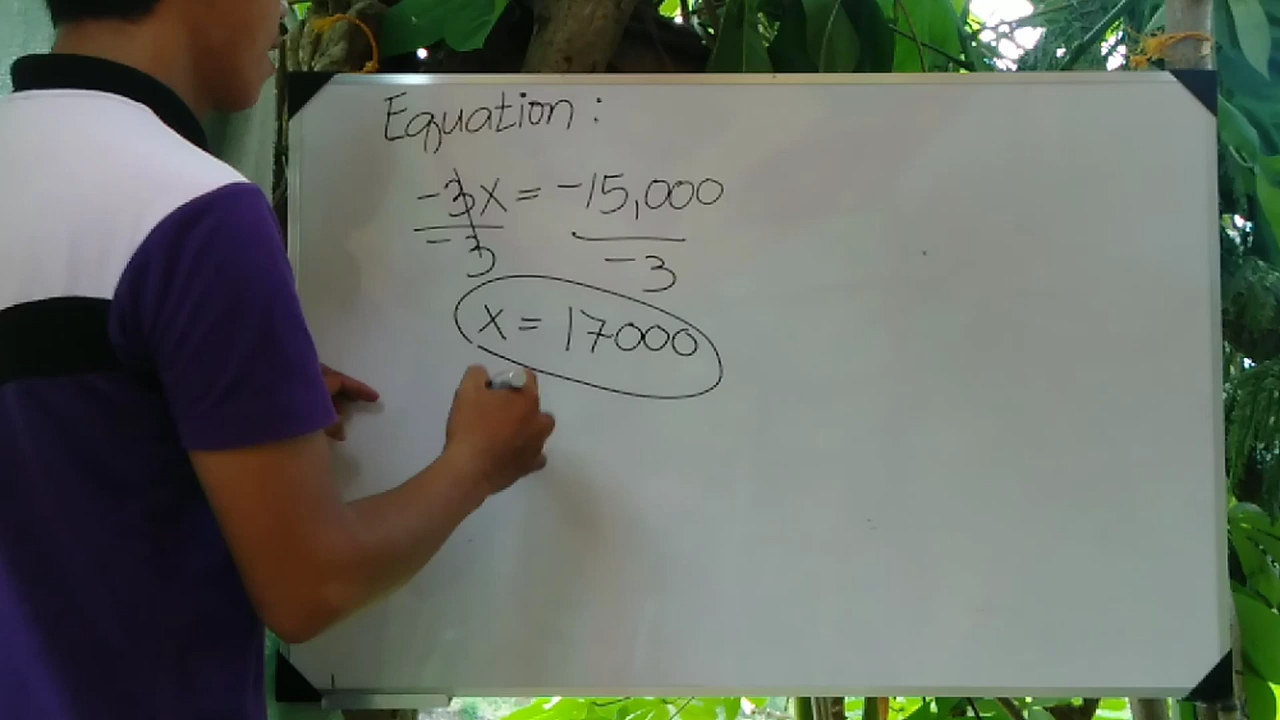 Equation:
-3x = -15,000
-3 -3
x = 17000